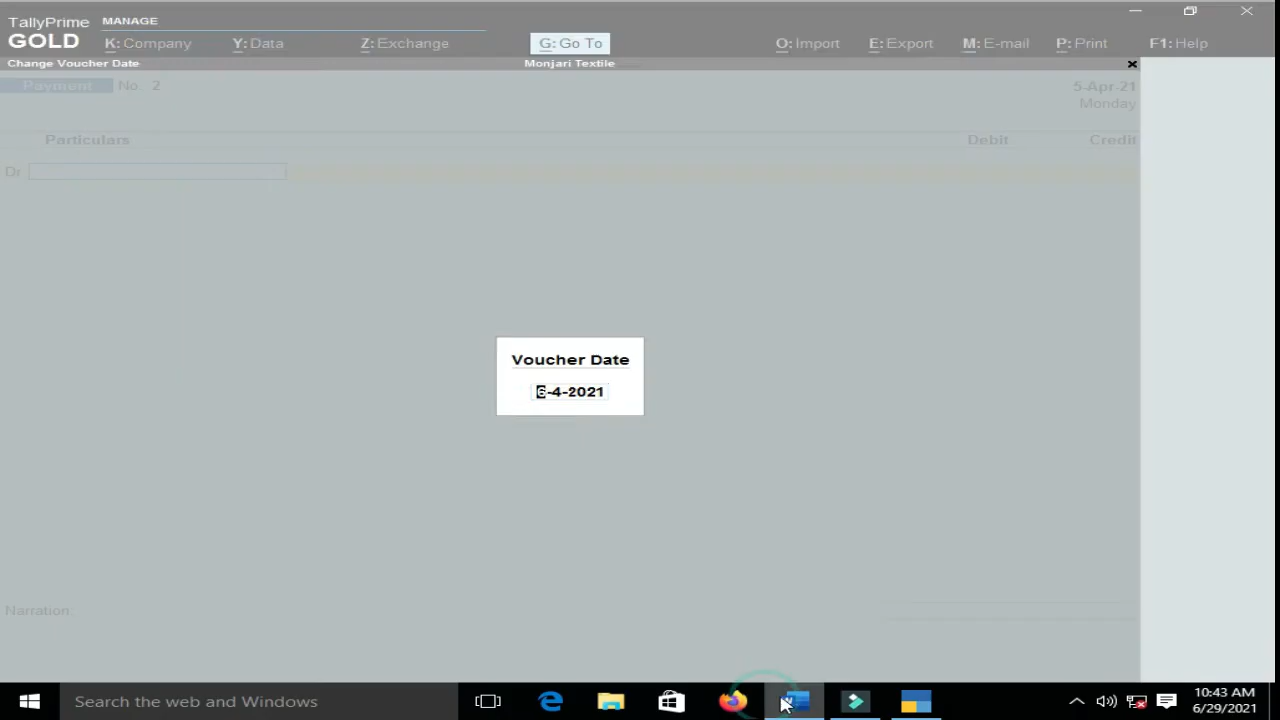 TallyPrime MANAGE
GOLD K: Company Y: Data Z: Exchange G: Go To O: Import E: Export M: E-mail P: Print F1: Help
Change Voucher Date Monjari Textile
Payment No. 2 5-Apr-21
Monday
Particulars Debit Credit
Dr
Voucher Date
6-4-2021
Narration:
Search the web and Windows
10:43 AM
6/29/2021